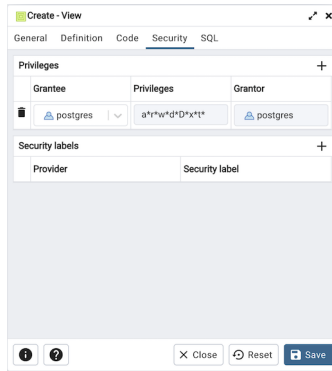 Create - View
General Definition Code Security SQL
Privileges
Grantee Privileges Grantor
postgres a*r*w*d*D*x*t* postgres
Security labels
Provider Security label
Close Reset Save